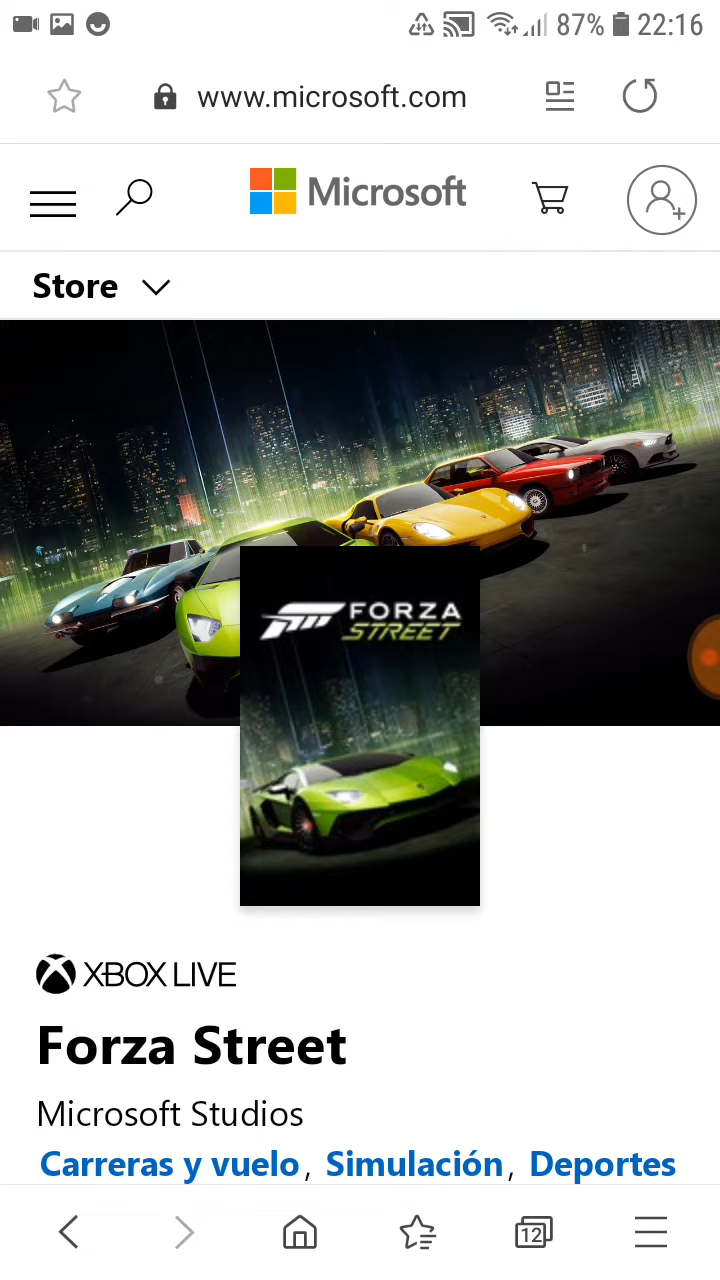 87% 22:16
www.microsoft.com
Microsoft
Store
FORZA
STREET
XBOX LIVE
Forza Street
Microsoft Studios
Carreras y vuelo, Simulación, Deportes
12